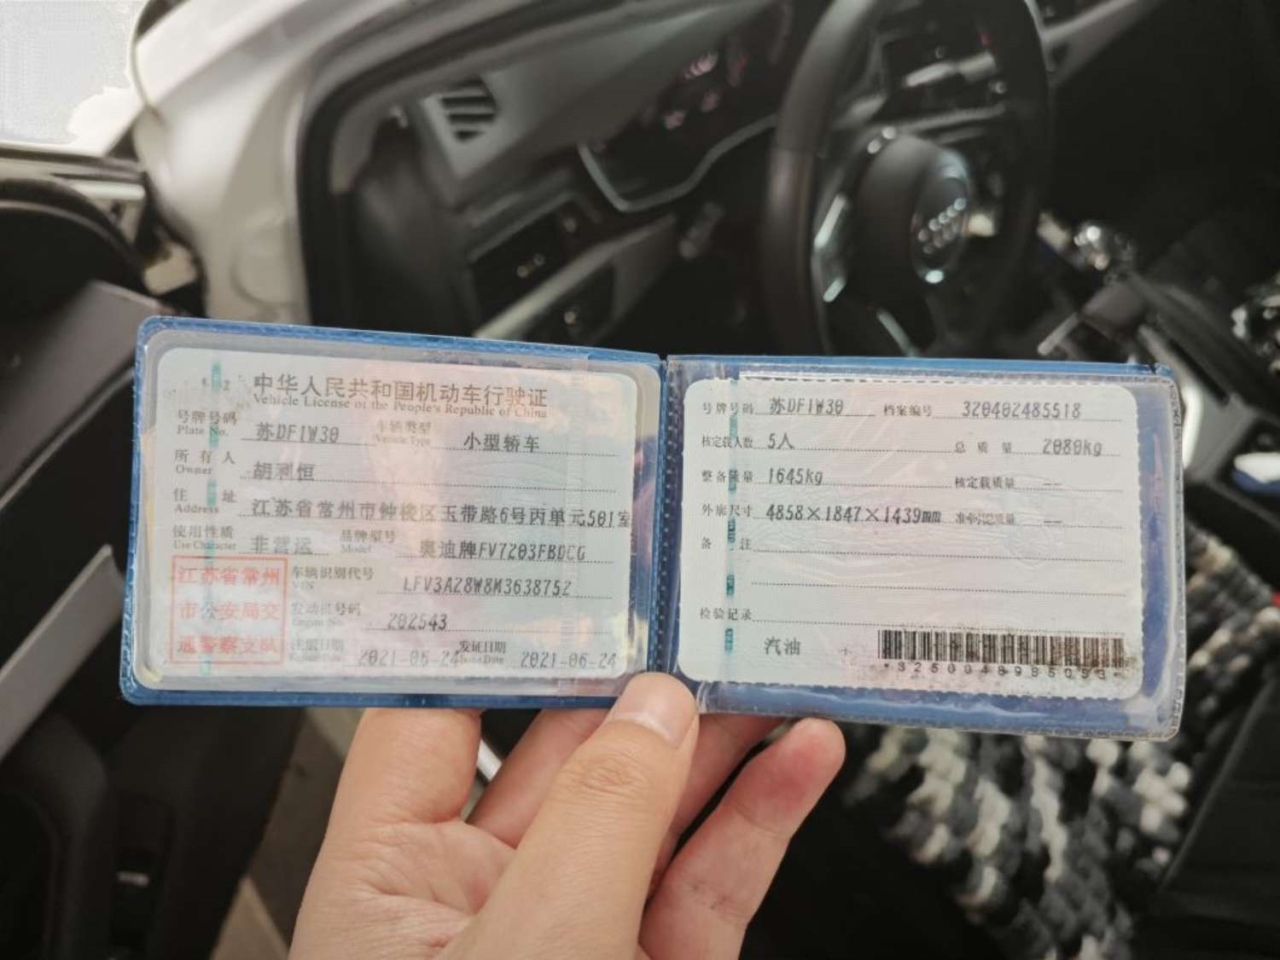 中华人民共和国机动车行驶证
Vehicle License of the People's Republic of China
号牌号码 苏DF1W30 车辆类型 小型轿车
Plate No. Vehicle Type
所有人 胡利恒
Owner
住址 江苏省常州市钟楼区玉带路6号丙单元501室
Address
使用性质 非营运 品牌型号 奥迪牌FV7203FBDCG
Use Character Model
江苏省常州
市公安局交
通警察支队
车辆识别代号 LFV3A28W8M3638752
VIN
发动机号码 202543
Engine No.
注册日期 2021-06-24 发证日期 2021-06-24
Register Date Issue Date
号牌号码 苏DF1W30 档案编号 320402485518
核定载人数 5人 总质量 2080kg
整备质量 1645kg 核定载质量 --
外廓尺寸 4858×1847×1439mm 准牵引总质量 --
备注
检验记录
汽油